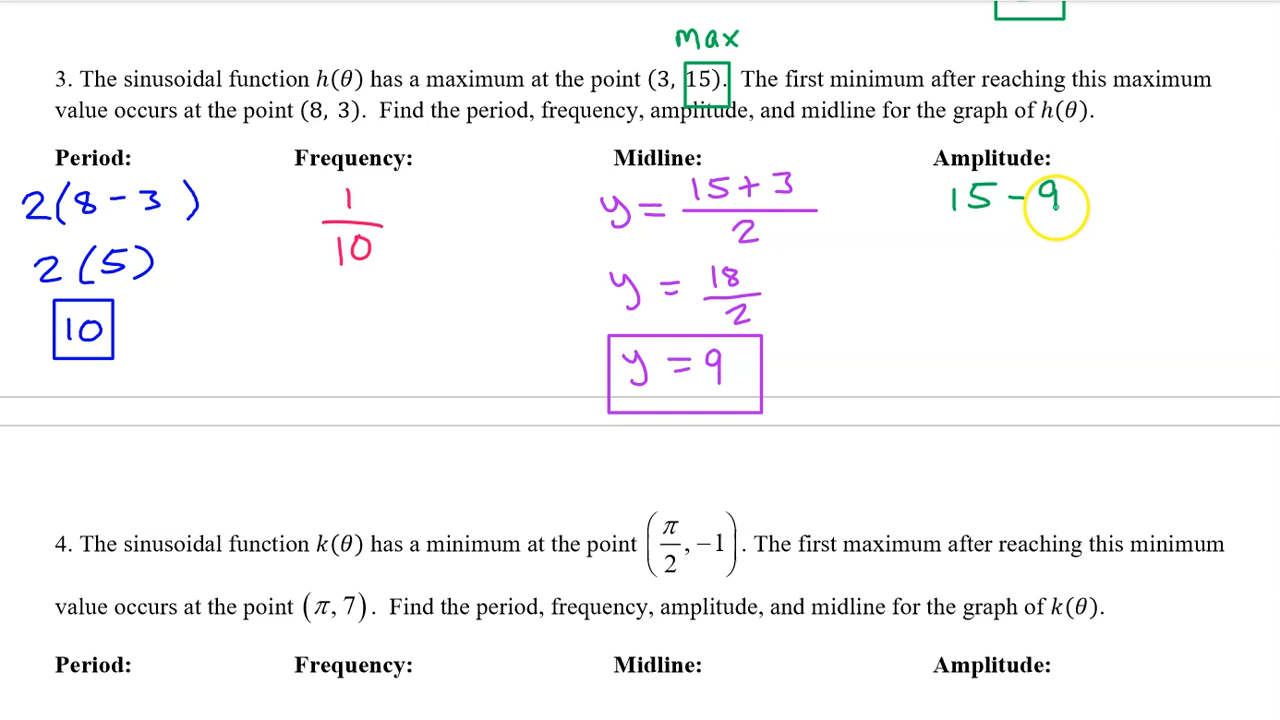 max
3. The sinusoidal function h(θ) has a maximum at the point (3, 15). The first minimum after reaching this maximum
value occurs at the point (8, 3). Find the period, frequency, amplitude, and midline for the graph of h(θ).
Period: Frequency: Midline: Amplitude:
2(8-3) 1/10 y = (15+3)/2 15-9
2(5) y = 18/2
10 y = 9
4. The sinusoidal function k(θ) has a minimum at the point (π/2, −1). The first maximum after reaching this minimum
value occurs at the point (π, 7). Find the period, frequency, amplitude, and midline for the graph of k(θ).
Period: Frequency: Midline: Amplitude: